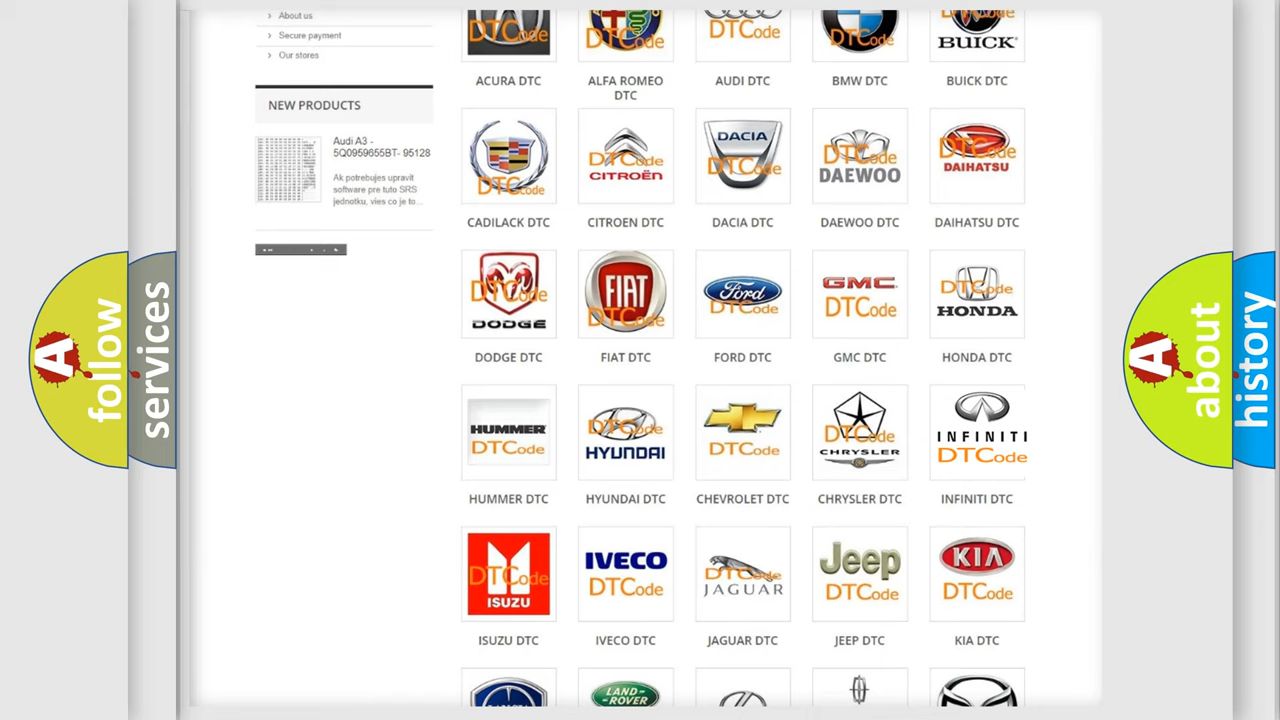 About us
Secure payment
Our stores
NEW PRODUCTS
Audi A3 -
5Q0959655BT- 95128
Ak potrebujes upravit
software pre tuto SRS
jednotku, vies co je to...
DTCode
DTCode
DTCode
DTCode
BUICK
ACURA DTC
ALFA ROMEO
DTC
AUDI DTC
BMW DTC
BUICK DTC
DTCode
DTCode
CITROËN
DACIA
DTCode
DTCode
DAEWOO
DTCode
DAIHATSU
CADILACK DTC
CITROEN DTC
DACIA DTC
DAEWOO DTC
DAIHATSU DTC
DTCode
DODGE
FIAT
DTCode
Ford
DTCode
GMC
DTCode
DTCode
HONDA
DODGE DTC
FIAT DTC
FORD DTC
GMC DTC
HONDA DTC
HUMMER
DTCode
DTCode
HYUNDAI
DTCode
DTCode
CHRYSLER
INFINITI
DTCode
HUMMER DTC
HYUNDAI DTC
CHEVROLET DTC
CHRYSLER DTC
INFINITI DTC
DTCode
ISUZU
IVECO
DTCode
DTCode
JAGUAR
Jeep
DTCode
KIA
DTCode
ISUZU DTC
IVECO DTC
JAGUAR DTC
JEEP DTC
KIA DTC
LAND-
ROVER
A
follow
services
A
about
history